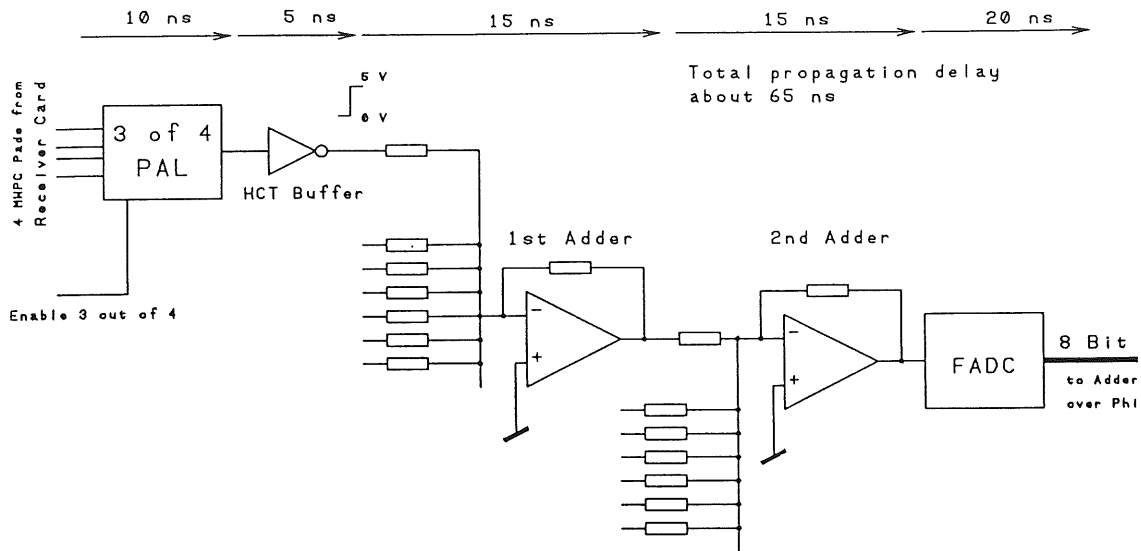 10 ns
5 ns
15 ns
15 ns
20 ns
Total propagation delay
about 65 ns
5 V
0 V
4 MWPC Pads from
Receiver Card
3 of 4
PAL
HCT Buffer
Enable 3 out of 4
1st Adder
2nd Adder
−
+
−
+
FADC
8 Bit
to Adder
over Phi